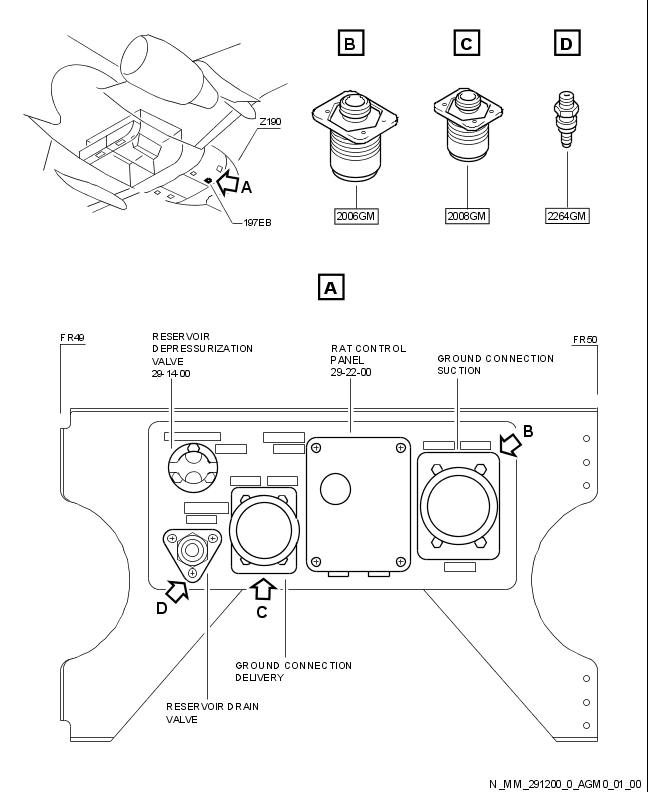 B
C
D
Z190
A
197EB
2006GM
2008GM
2264GM
A
FR49
RESERVOIR
DEPRESSURIZATION
VALVE
29-14-00
RAT CONTROL
PANEL
29-22-00
GROUND CONNECTION
SUCTION
FR50
B
D
C
GROUND CONNECTION
DELIVERY
RESERVOIR DRAIN
VALVE
N_MM_291200_0_AGM0_01_00